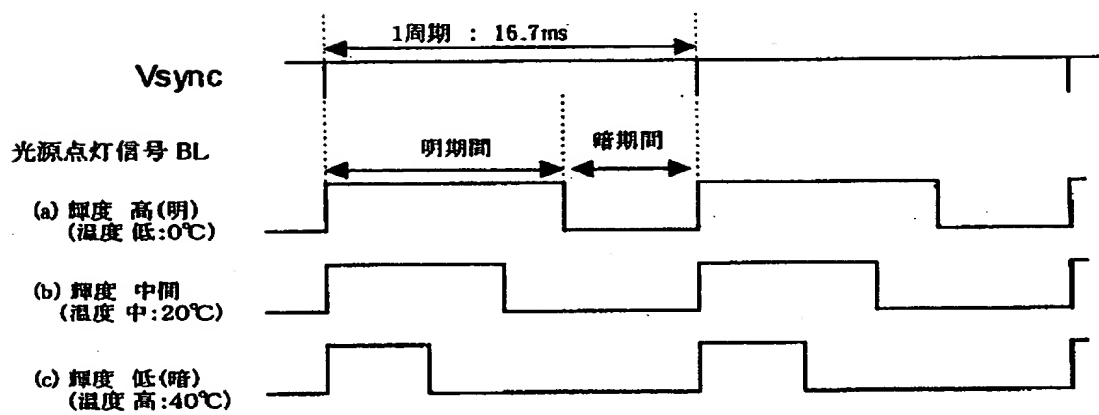 1周期 : 16.7ms
Vsync
光源点灯信号 BL
明期間
暗期間
(a) 輝度 高(明)
(温度 低:0℃)
(b) 輝度 中間
(温度 中:20℃)
(c) 輝度 低(暗)
(温度 高:40℃)